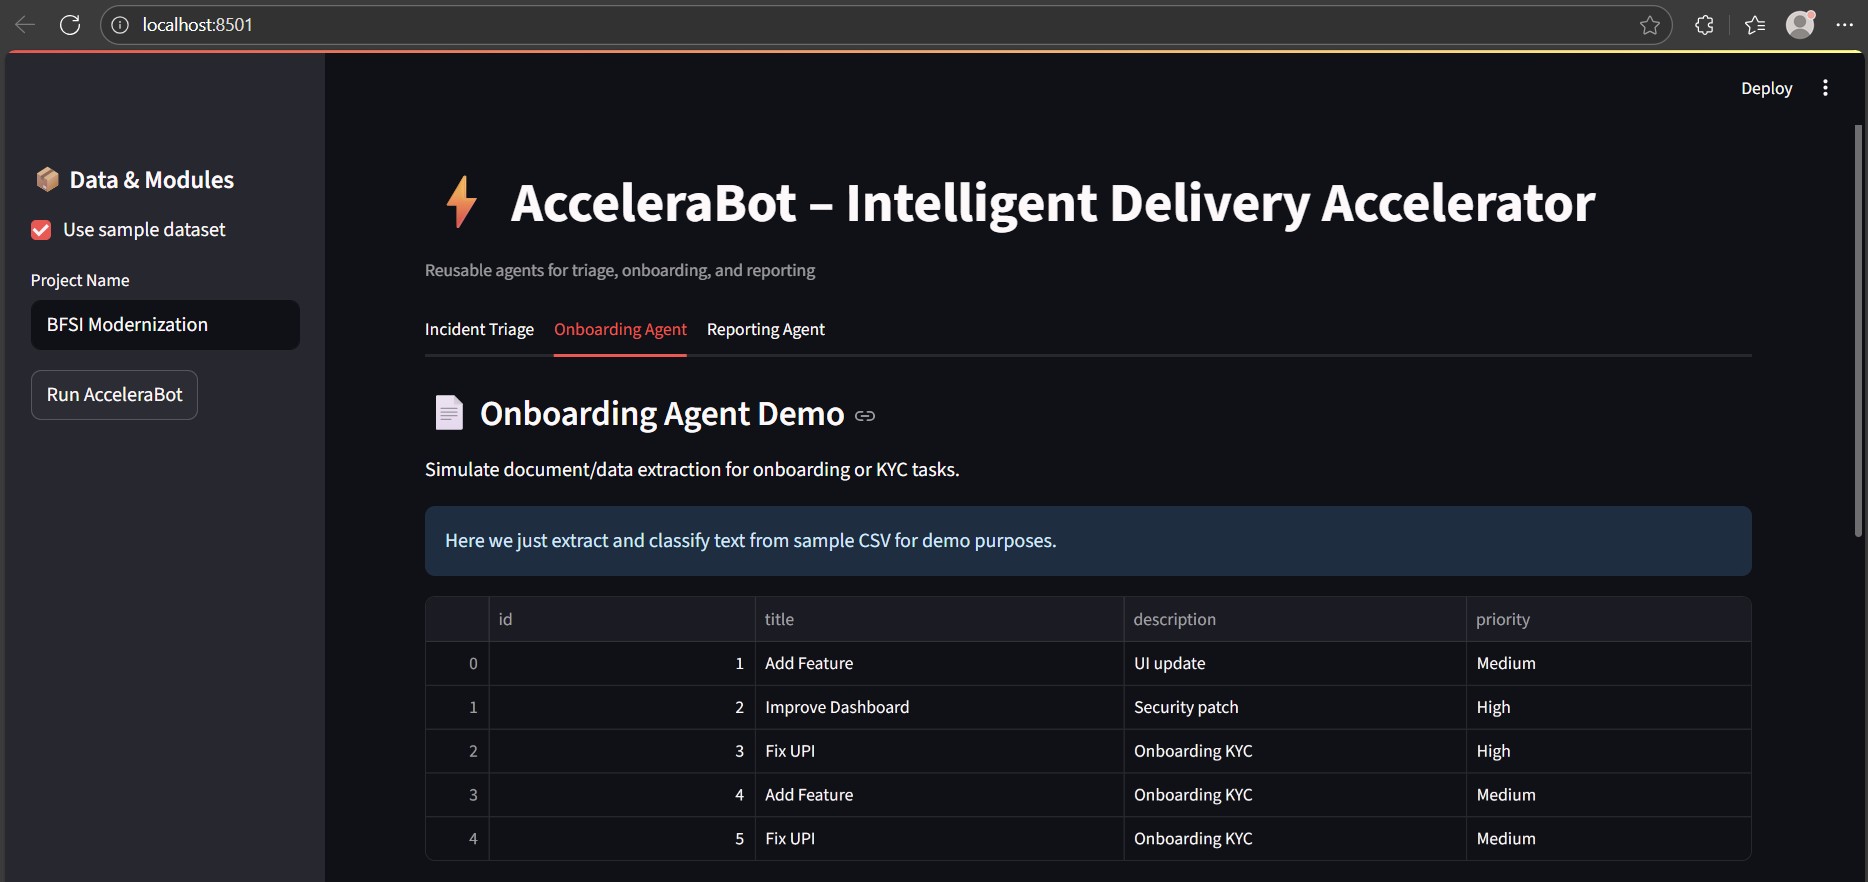 localhost:8501
Deploy
Data & Modules
Use sample dataset
Project Name
BFSI Modernization
Run AcceleraBot
AcceleraBot – Intelligent Delivery Accelerator
Reusable agents for triage, onboarding, and reporting
Incident Triage Onboarding Agent Reporting Agent
Onboarding Agent Demo
Simulate document/data extraction for onboarding or KYC tasks.
Here we just extract and classify text from sample CSV for demo purposes.
id title description priority
0 1 Add Feature UI update Medium
1 2 Improve Dashboard Security patch High
2 3 Fix UPI Onboarding KYC High
3 4 Add Feature Onboarding KYC Medium
4 5 Fix UPI Onboarding KYC Medium